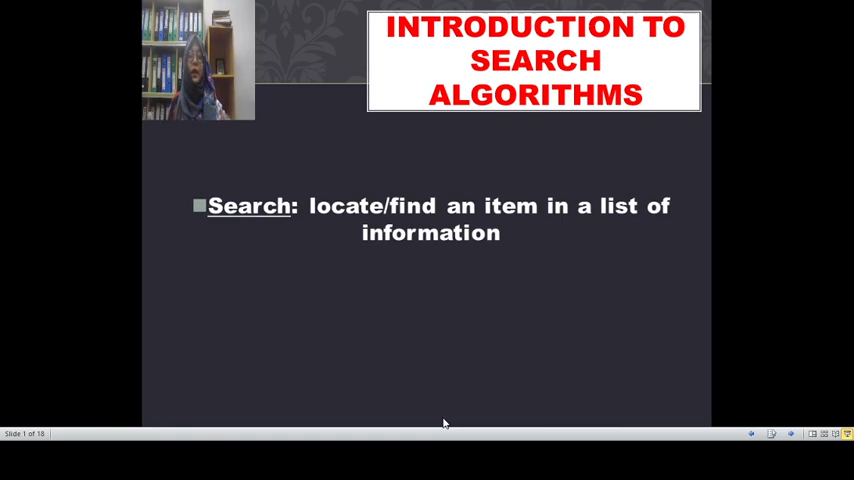 INTRODUCTION TO
SEARCH
ALGORITHMS
Search: locate/find an item in a list of
information
Slide 1 of 18